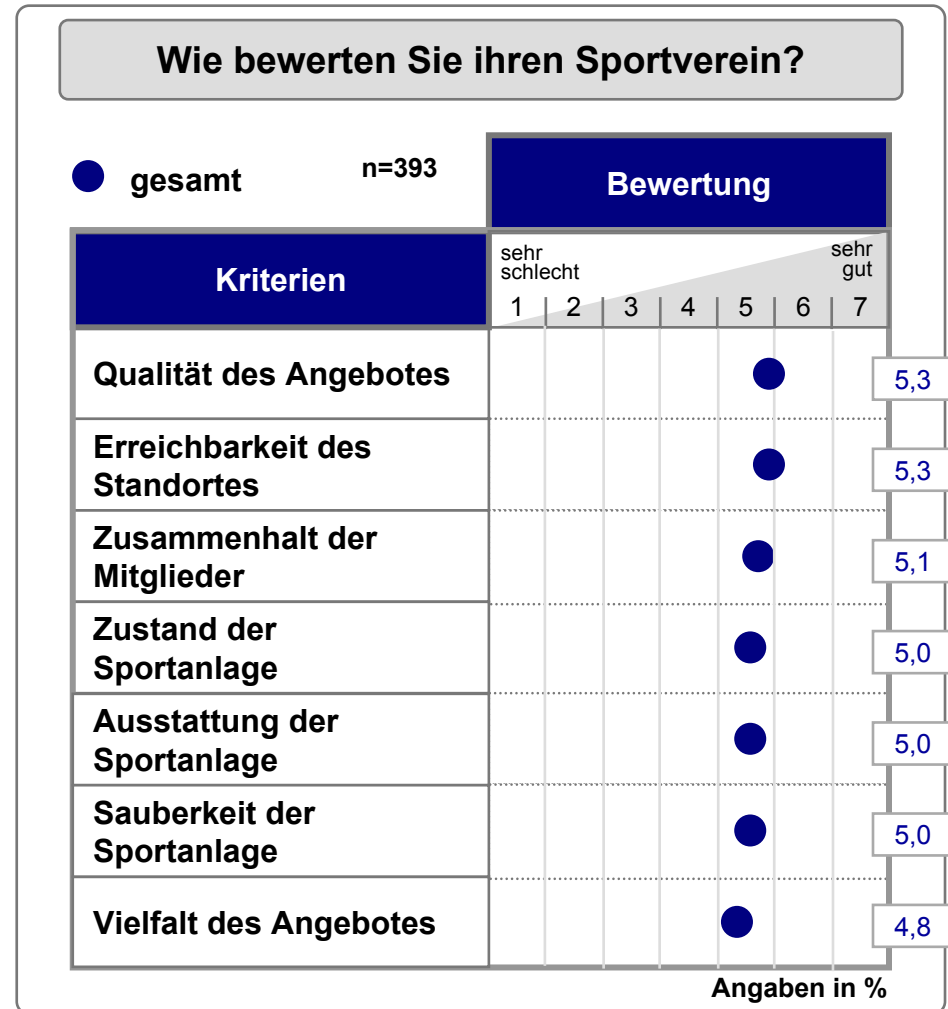 Wie bewerten Sie ihren Sportverein?
gesamt
n=393
Bewertung
Kriterien
sehr
schlecht
sehr
gut
1 | 2 | 3 | 4 | 5 | 6 | 7
Qualität des Angebotes
5,3
Erreichbarkeit des
Standortes
5,3
Zusammenhalt der
Mitglieder
5,1
Zustand der
Sportanlage
5,0
Ausstattung der
Sportanlage
5,0
Sauberkeit der
Sportanlage
5,0
Vielfalt des Angebotes
4,8
Angaben in %